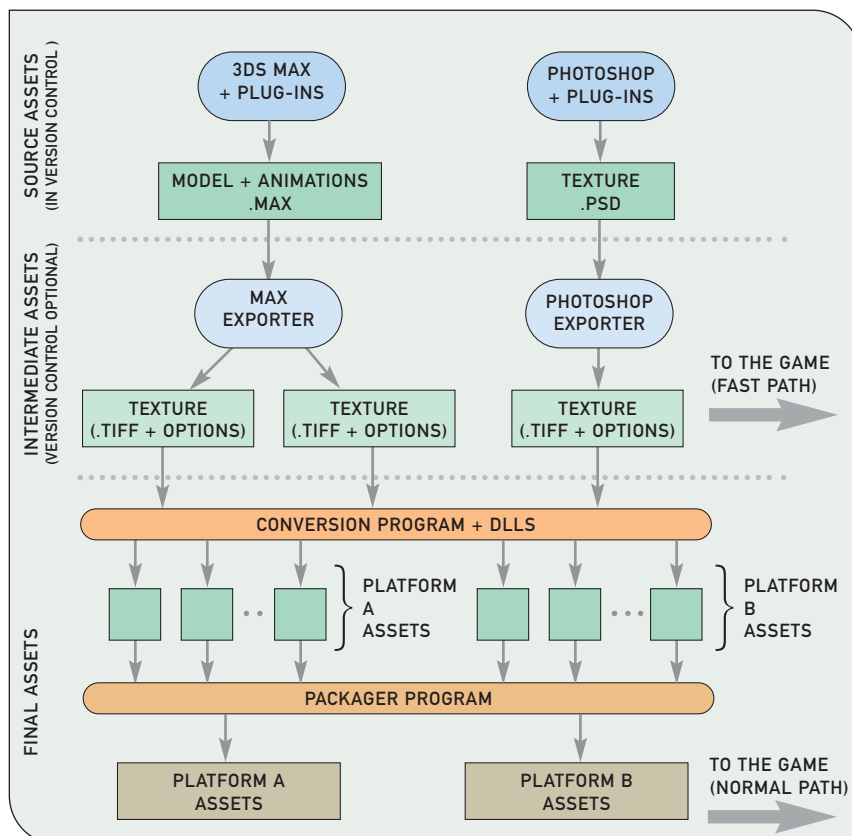 SOURCE ASSETS
(IN VERSION CONTROL )
3DS MAX
+ PLUG-INS
PHOTOSHOP
+ PLUG-INS
MODEL + ANIMATIONS
.MAX
TEXTURE
.PSD
INTERMEDIATE ASSETS
(VERSION CONTROL OPTIONAL)
MAX
EXPORTER
PHOTOSHOP
EXPORTER
TO THE GAME
(FAST PATH)
TEXTURE
(.TIFF + OPTIONS)
TEXTURE
(.TIFF + OPTIONS)
TEXTURE
(.TIFF + OPTIONS)
FINAL ASSETS
CONVERSION PROGRAM + DLLS
PLATFORM
A
ASSETS
PLATFORM
B
ASSETS
PACKAGER PROGRAM
PLATFORM A
ASSETS
PLATFORM B
ASSETS
TO THE GAME
(NORMAL PATH)